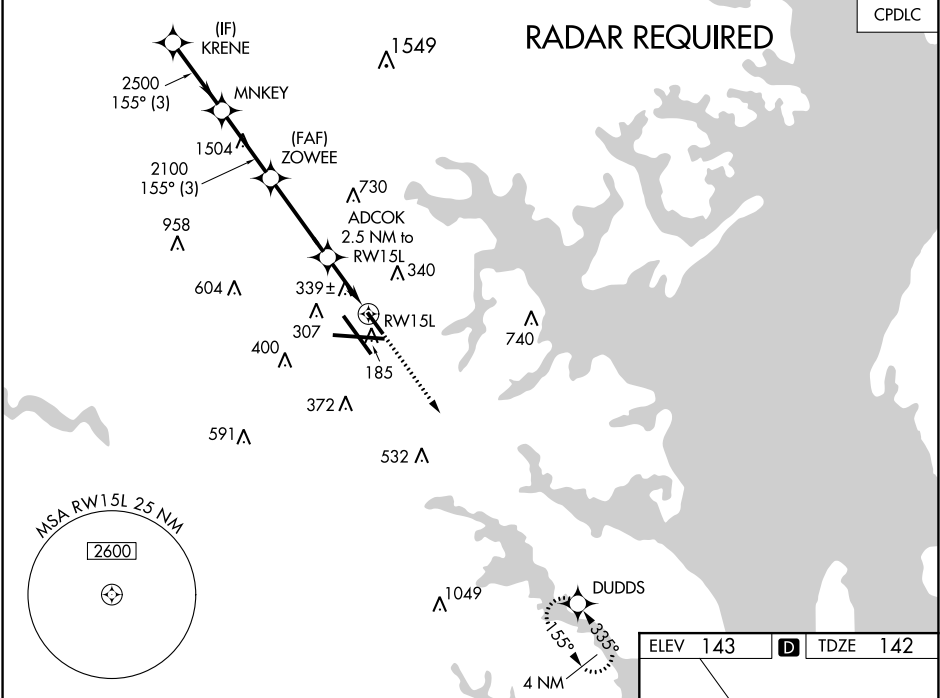 CPDLC
RADAR REQUIRED
(IF)
KRENE
1549
2500
155° (3)
MNKEY
1504
(FAF)
ZOWEE
2100
155° (3)
730
958
ADCOK
2.5 NM to
RW15L
340
604
339±
307
RW15L
740
400
185
372
591
532
MSA RW15L 25 NM
2600
1049
DUDDS
155°
335°
4 NM
ELEV 143
D
TDZE 142